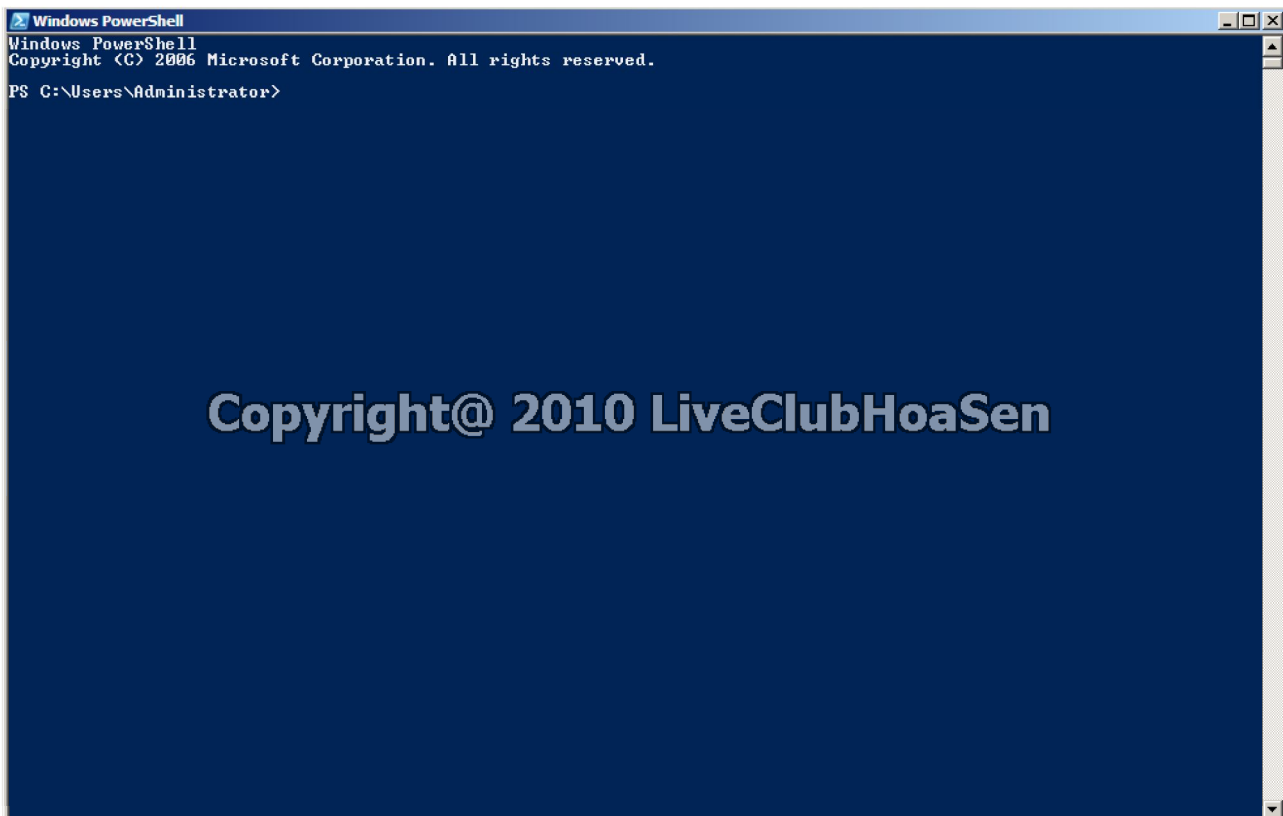 Windows PowerShell
Windows PowerShell
Copyright (C) 2006 Microsoft Corporation. All rights reserved.
PS C:\Users\Administrator>
Copyright@ 2010 LiveClubHoaSen